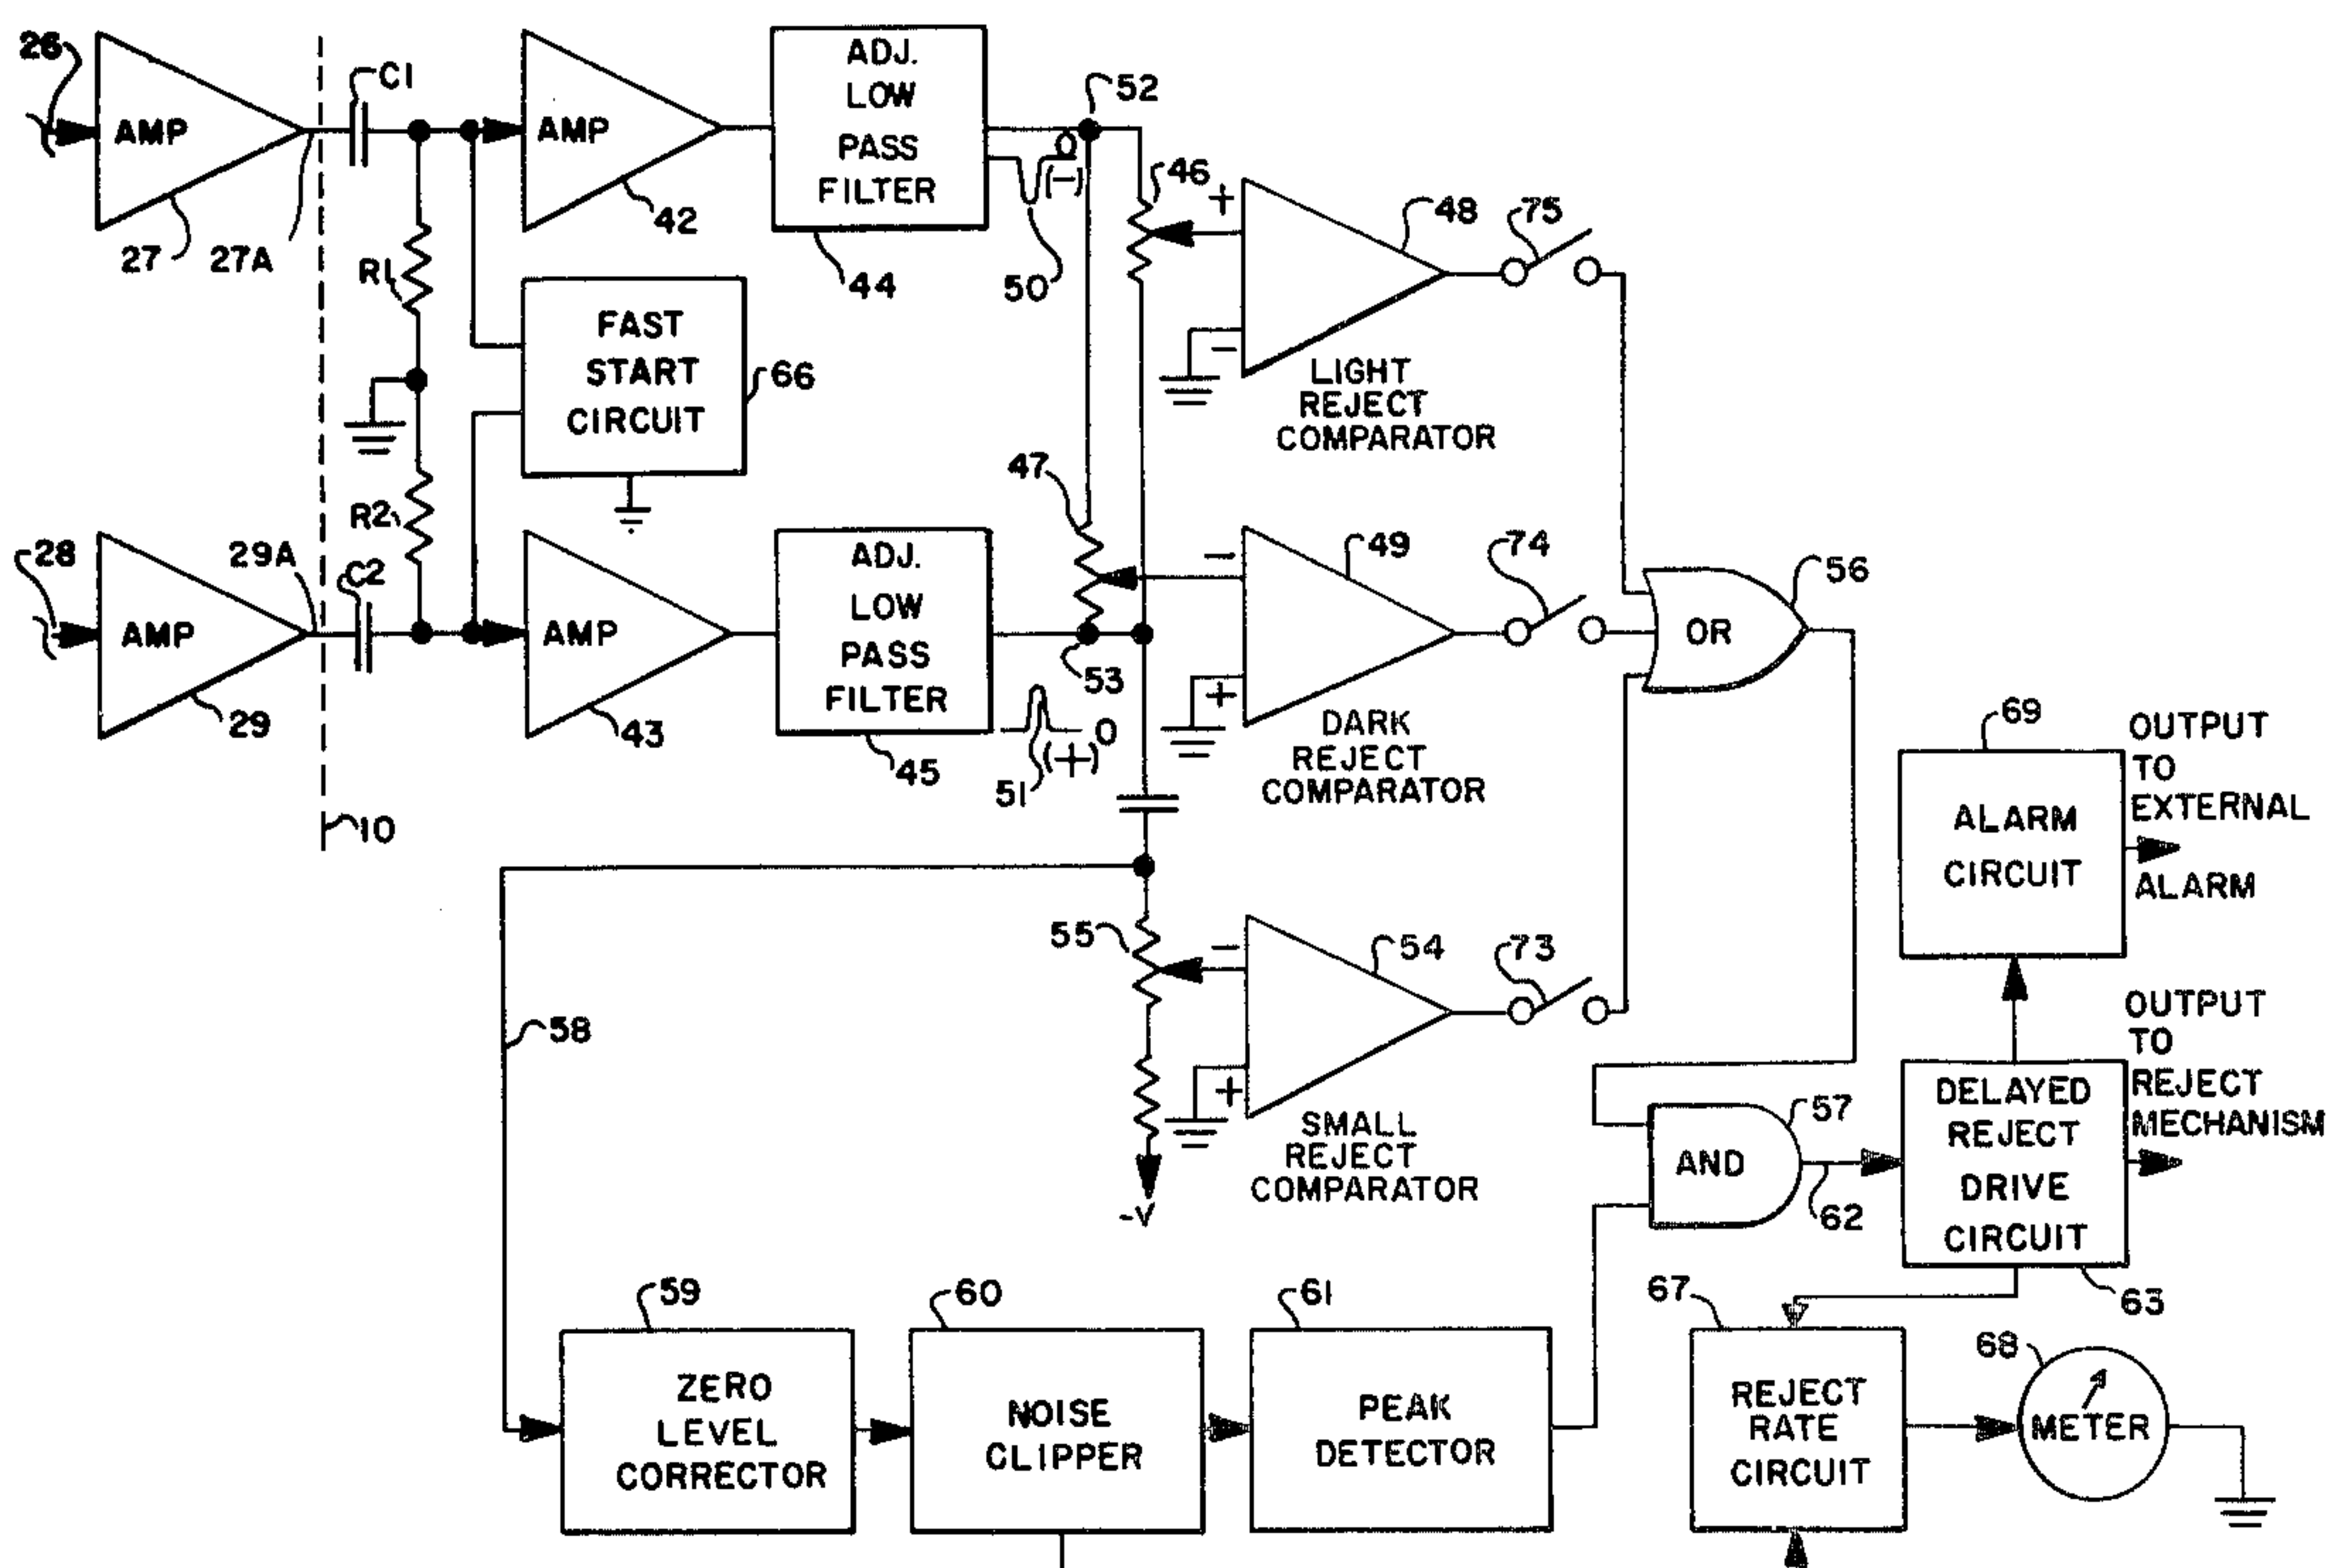 26
AMP
27
27A
C1
R1
AMP
42
ADJ.
LOW
PASS
FILTER
44
O
(-)
50
52
46
+
-
48
LIGHT
REJECT
COMPARATOR
75
FAST
START
CIRCUIT
66
28
AMP
29
29A
C2
R2
10
AMP
43
ADJ.
LOW
PASS
FILTER
45
47
53
O
(+)
51
-
+
49
DARK
REJECT
COMPARATOR
74
OR
56
55
-
+
54
SMALL
REJECT
COMPARATOR
73
-V
58
69
ALARM
CIRCUIT
OUTPUT
TO
EXTERNAL
ALARM
AND
57
62
DELAYED
REJECT
DRIVE
CIRCUIT
63
OUTPUT
TO
REJECT
MECHANISM
59
ZERO
LEVEL
CORRECTOR
60
NOISE
CLIPPER
61
PEAK
DETECTOR
67
REJECT
RATE
CIRCUIT
68
METER